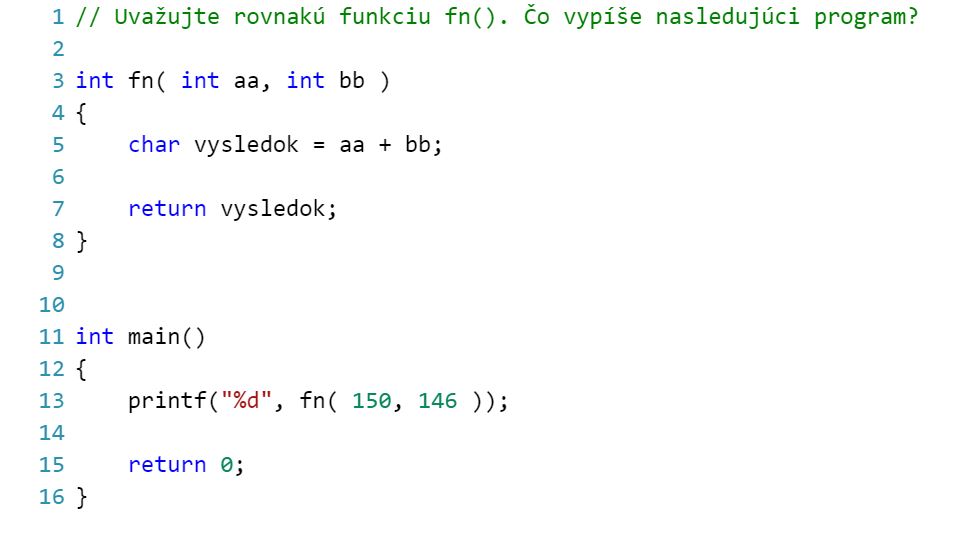 1 // Uvažujte rovnakú funkciu fn(). Čo vypíše nasledujúci program?
2
3 int fn( int aa, int bb )
4 {
5     char vysledok = aa + bb;
6
7     return vysledok;
8 }
9
10
11 int main()
12 {
13     printf("%d", fn( 150, 146 ));
14
15     return 0;
16 }